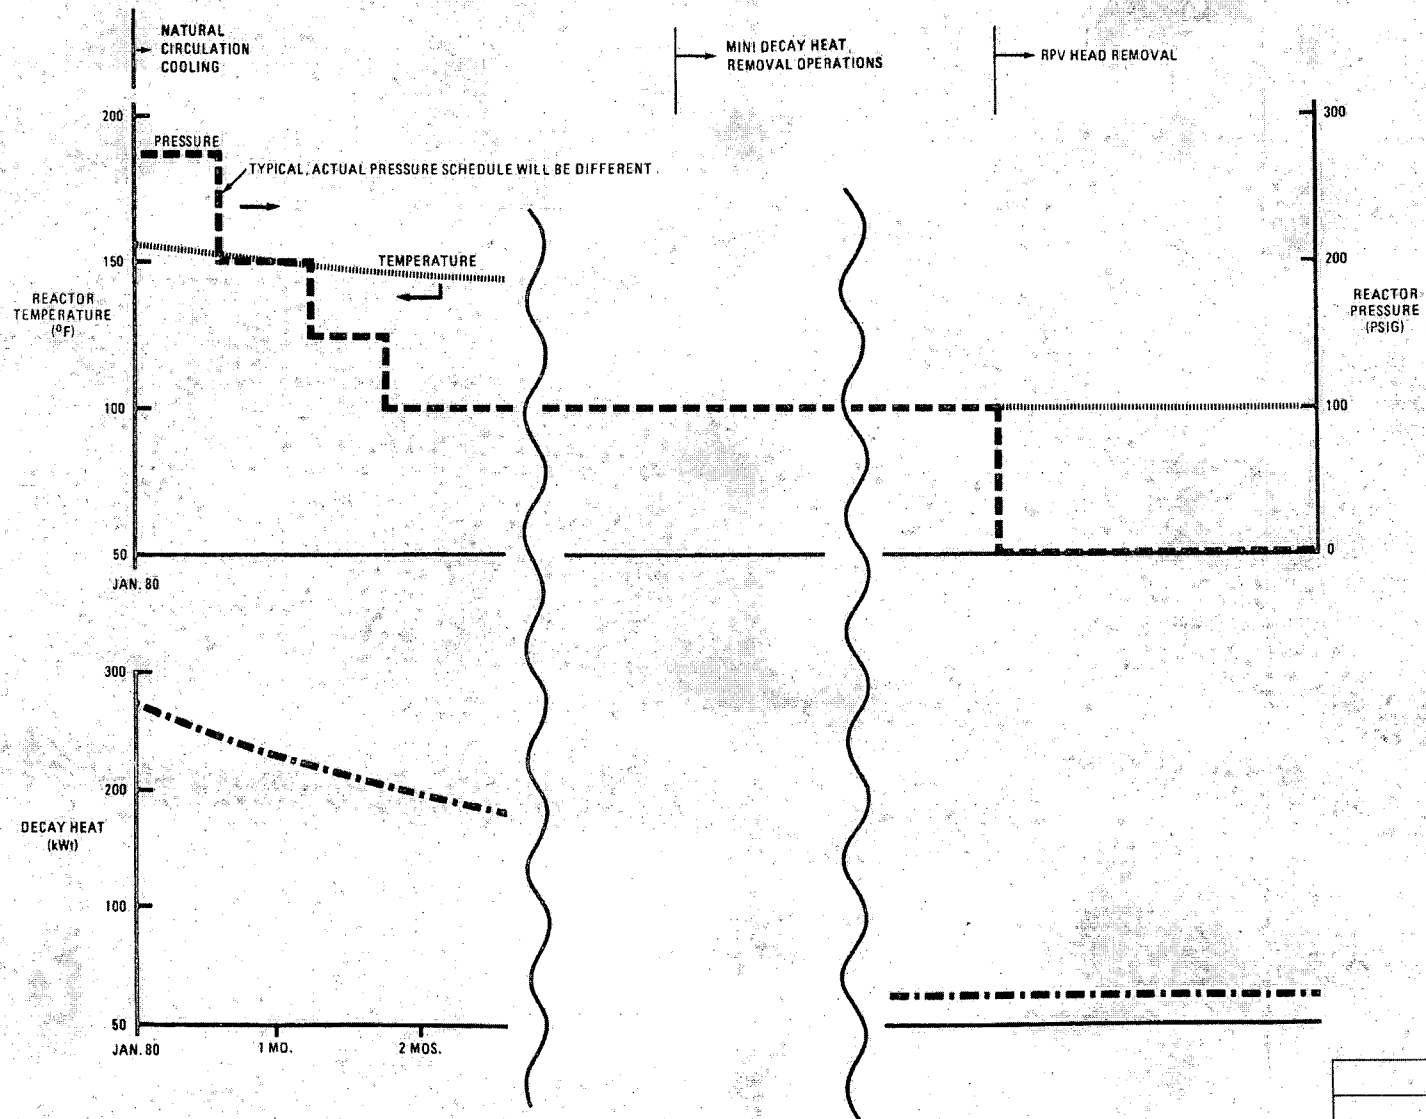 NATURAL
CIRCULATION
COOLING
MINI DECAY HEAT
REMOVAL OPERATIONS
RPV HEAD REMOVAL
200
300
PRESSURE
TYPICAL, ACTUAL PRESSURE SCHEDULE WILL BE DIFFERENT
150
TEMPERATURE
200
REACTOR
TEMPERATURE
(ºF)
REACTOR
PRESSURE
(PSIG)
100
100
50
0
JAN. 80
300
200
DECAY HEAT
(kWt)
100
50
JAN. 80
1 MO.
2 MOS.